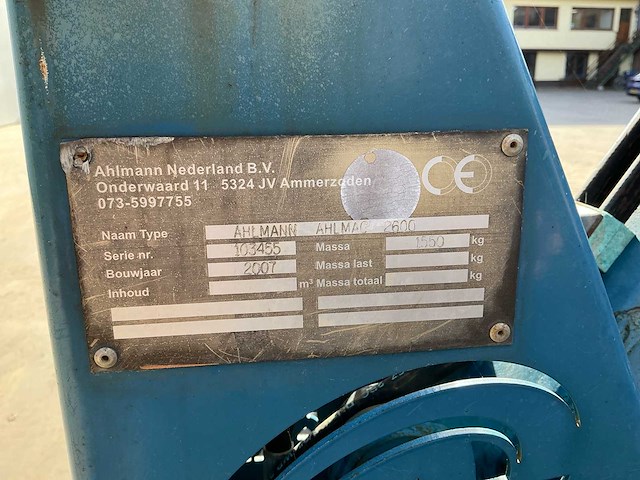 Ahlmann Nederland B.V.
Onderwaard 11 5324 JV Ammerzoden
073-5997755
CE
Naam Type AHLMANN AHLMAC 2600
Serie nr. 103455 Massa 1550 kg
Bouwjaar 2007 Massa last kg
Inhoud m³ Massa totaal kg